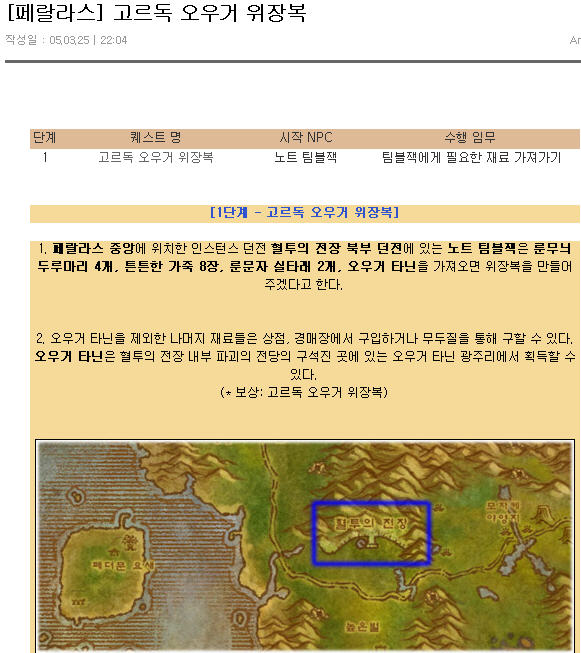 [페랄라스] 고르독 오우거 위장복
작성일 : 05.03.25 | 22:04
Ar
단계 퀘스트 명 시작 NPC 수행 임무
1 고르독 오우거 위장복 노트 팀블잭 팀블잭에게 필요한 재료 가져가기
[1단계 - 고르독 오우거 위장복]
1. 페랄라스 중앙에 위치한 인스턴스 던전 혈투의 전장 북부 던전에 있는 노트 팀블잭은 룬무늬
두루마리 4개, 튼튼한 가죽 8장, 룬문자 실타래 2개, 오우거 타닌을 가져오면 위장복을 만들어
주겠다고 한다.
2. 오우거 타닌을 제외한 나머지 재료들은 상점, 경매장에서 구입하거나 무두질을 통해 구할 수 있다.
오우거 타닌은 혈투의 전장 내부 파괴의 전당의 구석진 곳에 있는 오우거 타닌 광주리에서 획득할 수
있다.
(* 보상: 고르독 오우거 위장복)
혈투의 전장
모자케
야영지
페더문 요새
높은벌